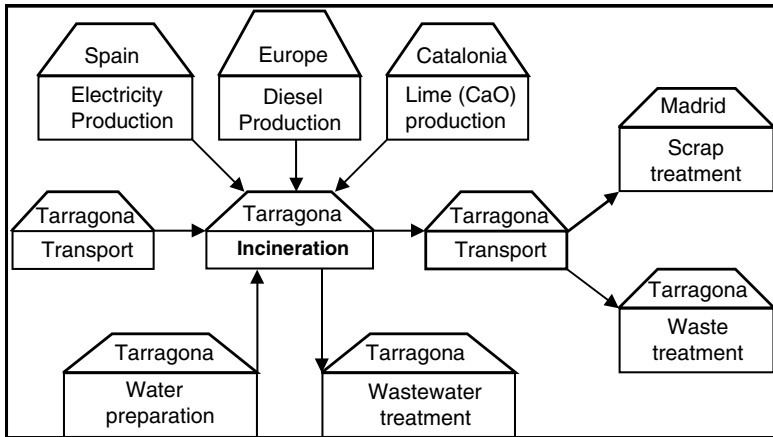 Spain
Electricity
Production
Europe
Diesel
Production
Catalonia
Lime (CaO)
production
Madrid
Scrap
treatment
Tarragona
Transport
Tarragona
Incineration
Tarragona
Transport
Tarragona
Waste
treatment
Tarragona
Water
preparation
Tarragona
Wastewater
treatment